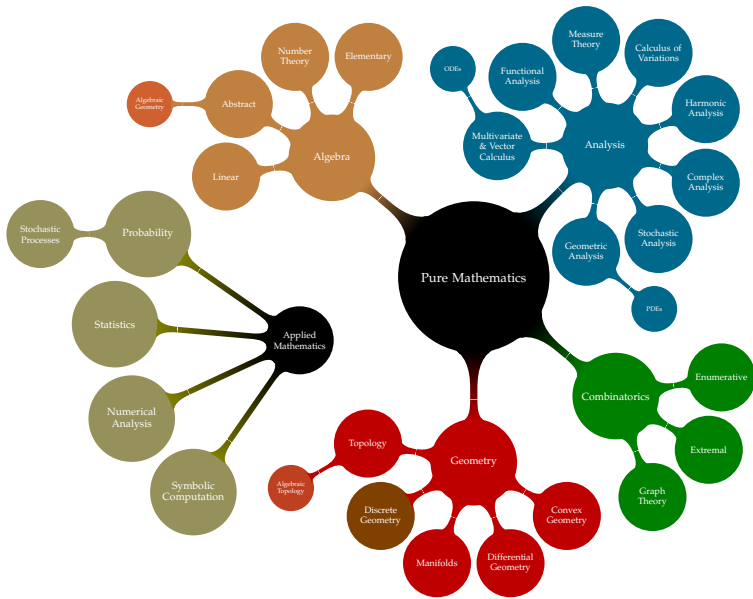 Measure
Theory
Calculus of
Variations
Number
Theory
Elementary
ODEs
Functional
Analysis
Algebraic
Geometry
Abstract
Harmonic
Analysis
Algebra
Multivariate
& Vector
Calculus
Analysis
Linear
Complex
Analysis
Stochastic
Processes
Probability
Stochastic
Analysis
Geometric
Analysis
Pure Mathematics
PDEs
Statistics
Applied
Mathematics
Enumerative
Combinatorics
Numerical
Analysis
Topology
Extremal
Geometry
Symbolic
Computation
Algebraic
Topology
Graph
Theory
Discrete
Geometry
Convex
Geometry
Manifolds
Differential
Geometry